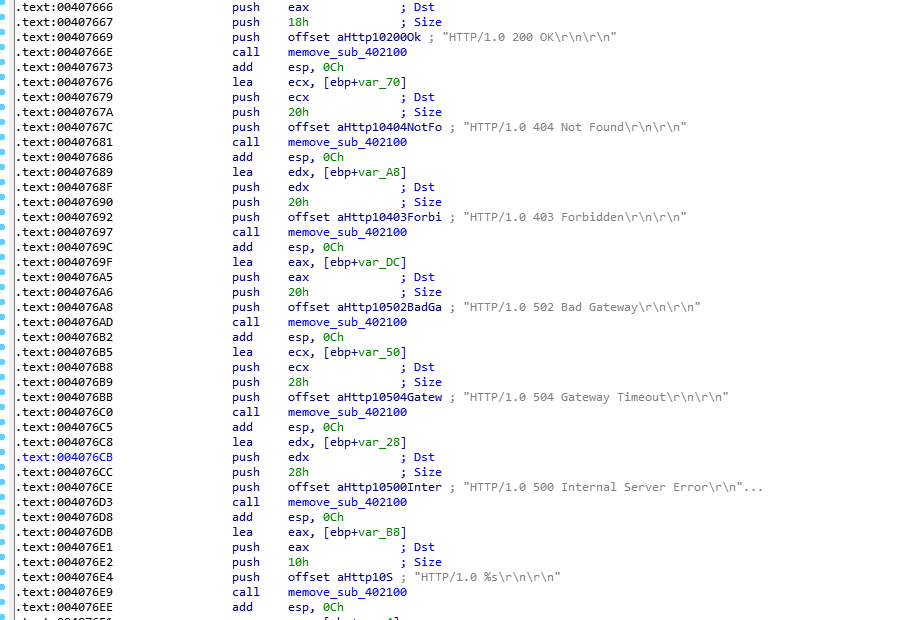 .text:00407666 push eax ; Dst
.text:00407667 push 18h ; Size
.text:00407669 push offset aHttp10200Ok ; "HTTP/1.0 200 OK\r\n\r\n"
.text:0040766E call memove_sub_402100
.text:00407673 add esp, 0Ch
.text:00407676 lea ecx, [ebp+var_70]
.text:00407679 push ecx ; Dst
.text:0040767A push 20h ; Size
.text:0040767C push offset aHttp10404NotFo ; "HTTP/1.0 404 Not Found\r\n\r\n"
.text:00407681 call memove_sub_402100
.text:00407686 add esp, 0Ch
.text:00407689 lea edx, [ebp+var_A8]
.text:0040768F push edx ; Dst
.text:00407690 push 20h ; Size
.text:00407692 push offset aHttp10403Forbi ; "HTTP/1.0 403 Forbidden\r\n\r\n"
.text:00407697 call memove_sub_402100
.text:0040769C add esp, 0Ch
.text:0040769F lea eax, [ebp+var_DC]
.text:004076A5 push eax ; Dst
.text:004076A6 push 20h ; Size
.text:004076A8 push offset aHttp10502BadGa ; "HTTP/1.0 502 Bad Gateway\r\n\r\n"
.text:004076AD call memove_sub_402100
.text:004076B2 add esp, 0Ch
.text:004076B5 lea ecx, [ebp+var_50]
.text:004076B8 push ecx ; Dst
.text:004076B9 push 28h ; Size
.text:004076BB push offset aHttp10504Gatew ; "HTTP/1.0 504 Gateway Timeout\r\n\r\n"
.text:004076C0 call memove_sub_402100
.text:004076C5 add esp, 0Ch
.text:004076C8 lea edx, [ebp+var_28]
.text:004076CB push edx ; Dst
.text:004076CC push 28h ; Size
.text:004076CE push offset aHttp10500Inter ; "HTTP/1.0 500 Internal Server Error\r\n"...
.text:004076D3 call memove_sub_402100
.text:004076D8 add esp, 0Ch
.text:004076DB lea eax, [ebp+var_B8]
.text:004076E1 push eax ; Dst
.text:004076E2 push 10h ; Size
.text:004076E4 push offset aHttp10S ; "HTTP/1.0 %s\r\n\r\n"
.text:004076E9 call memove_sub_402100
.text:004076EE add esp, 0Ch